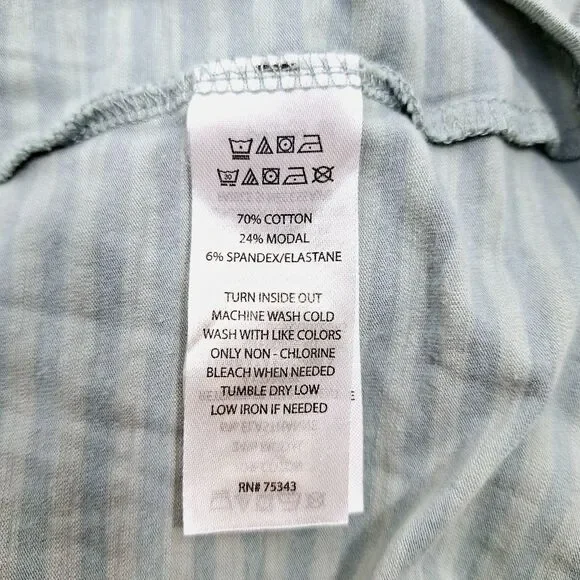 30
70% COTTON
24% MODAL
6% SPANDEX/ELASTANE
TURN INSIDE OUT
MACHINE WASH COLD
WASH WITH LIKE COLORS
ONLY NON - CHLORINE
BLEACH WHEN NEEDED
TUMBLE DRY LOW
LOW IRON IF NEEDED
RN# 75343